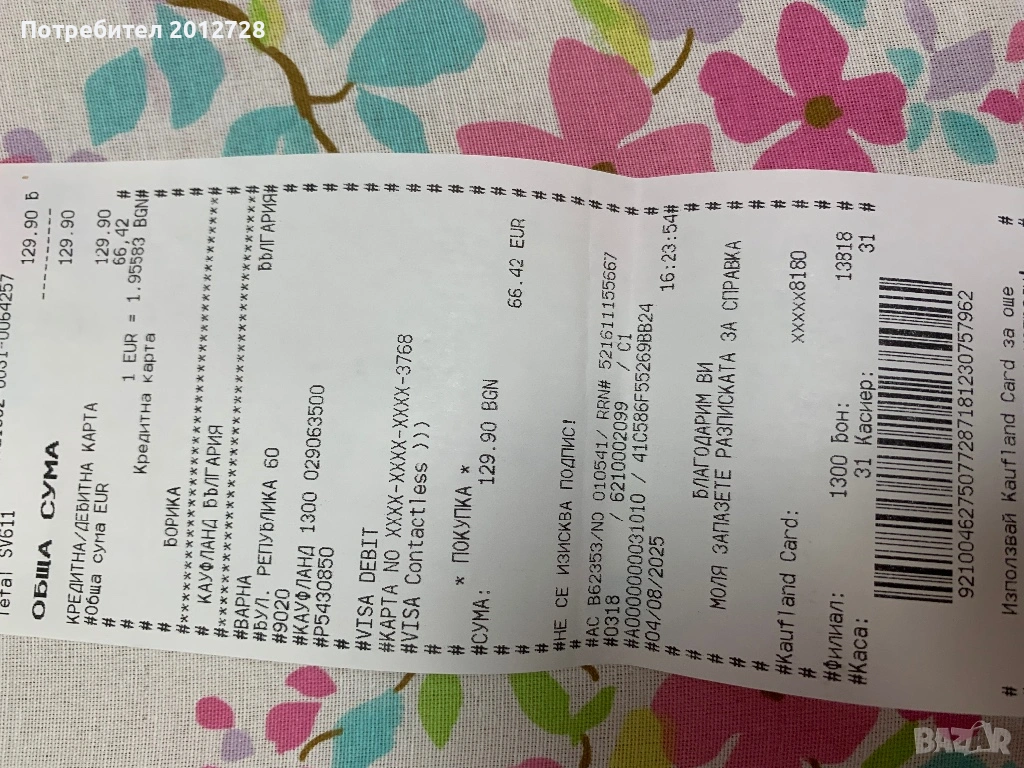 Потребител 2012728
0031-0064257
Tefal SV611 129.90 Б
----------
ОБЩА СУМА 129.90
КРЕДИТНА/ДЕБИТНА КАРТА 129.90
#Обща сума EUR 66,42 #
# 1 EUR = 1.95583 BGN#
# Кредитна карта #
# #
# БОРИКА #
#***********************************#
# КАУФЛАНД БЪЛГАРИЯ #
#***********************************#
#ВАРНА БЪЛГАРИЯ#
#БУЛ. РЕПУБЛИКА 60 #
#9020 #
#КАУФЛАНД 1300 029063500 #
#P5430850 #
# #
#VISA DEBIT #
#КАРТА NO XXXX-XXXX-XXXX-3768 #
#VISA Contactless ))) #
# #
# * ПОКУПКА * #
#СУМА: 129.90 BGN #
# 66.42 EUR #
# #
# #
#НЕ СЕ ИЗИСКВА ПОДПИС! #
#AC B62353/NO 010541/ RRN# 521611155667 #
#0318 / 6210002099 / C1 #
#A0000000031010 / 41C586F55269BB24 #
#04/08/2025 16:23:54#
# #
# БЛАГОДАРИМ ВИ #
# МОЛЯ ЗАПАЗЕТЕ РАЗПИСКАТА ЗА СПРАВКА #
# #
# #
#Kaufland Card: xxxxx8180 #
# #
#Филиал: 1300 Бон: 13818 #
#Каса: 31 Касиер: 31 #
9210046275077287181230757962
# #
Използвай Kaufland Card за още
BAZAR